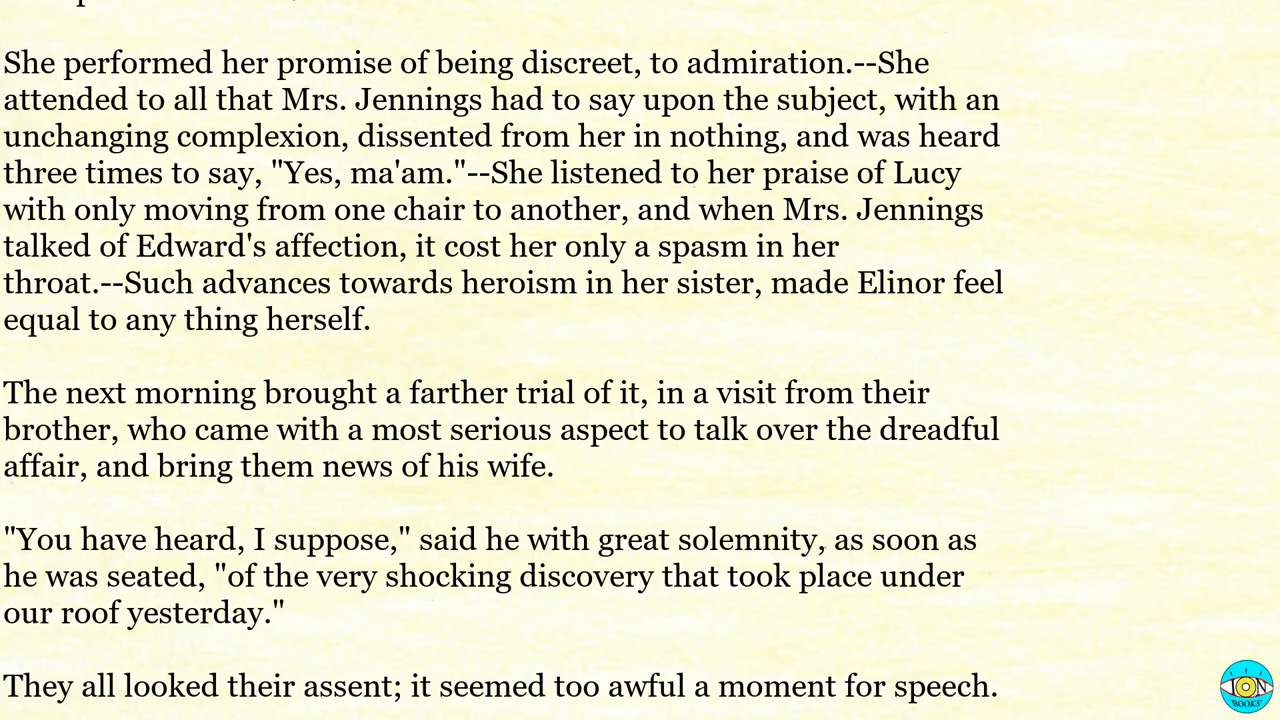 She performed her promise of being discreet, to admiration.--She
attended to all that Mrs. Jennings had to say upon the subject, with an
unchanging complexion, dissented from her in nothing, and was heard
three times to say, "Yes, ma'am."--She listened to her praise of Lucy
with only moving from one chair to another, and when Mrs. Jennings
talked of Edward's affection, it cost her only a spasm in her
throat.--Such advances towards heroism in her sister, made Elinor feel
equal to any thing herself.
The next morning brought a farther trial of it, in a visit from their
brother, who came with a most serious aspect to talk over the dreadful
affair, and bring them news of his wife.
"You have heard, I suppose," said he with great solemnity, as soon as
he was seated, "of the very shocking discovery that took place under
our roof yesterday."
They all looked their assent; it seemed too awful a moment for speech.
ION
BOOKS